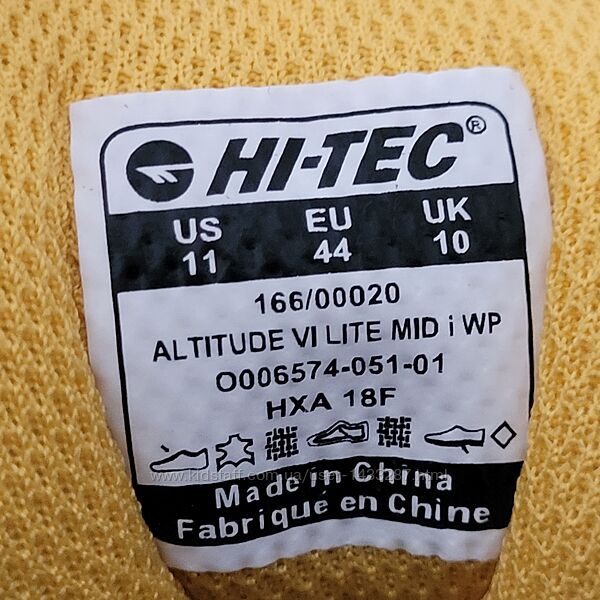 HI-TEC®
US EU UK
11 44 10
166/00020
ALTITUDE VI LITE MID i WP
O006574-051-01
HXA 18F
Made in China
Fabriqué en Chine